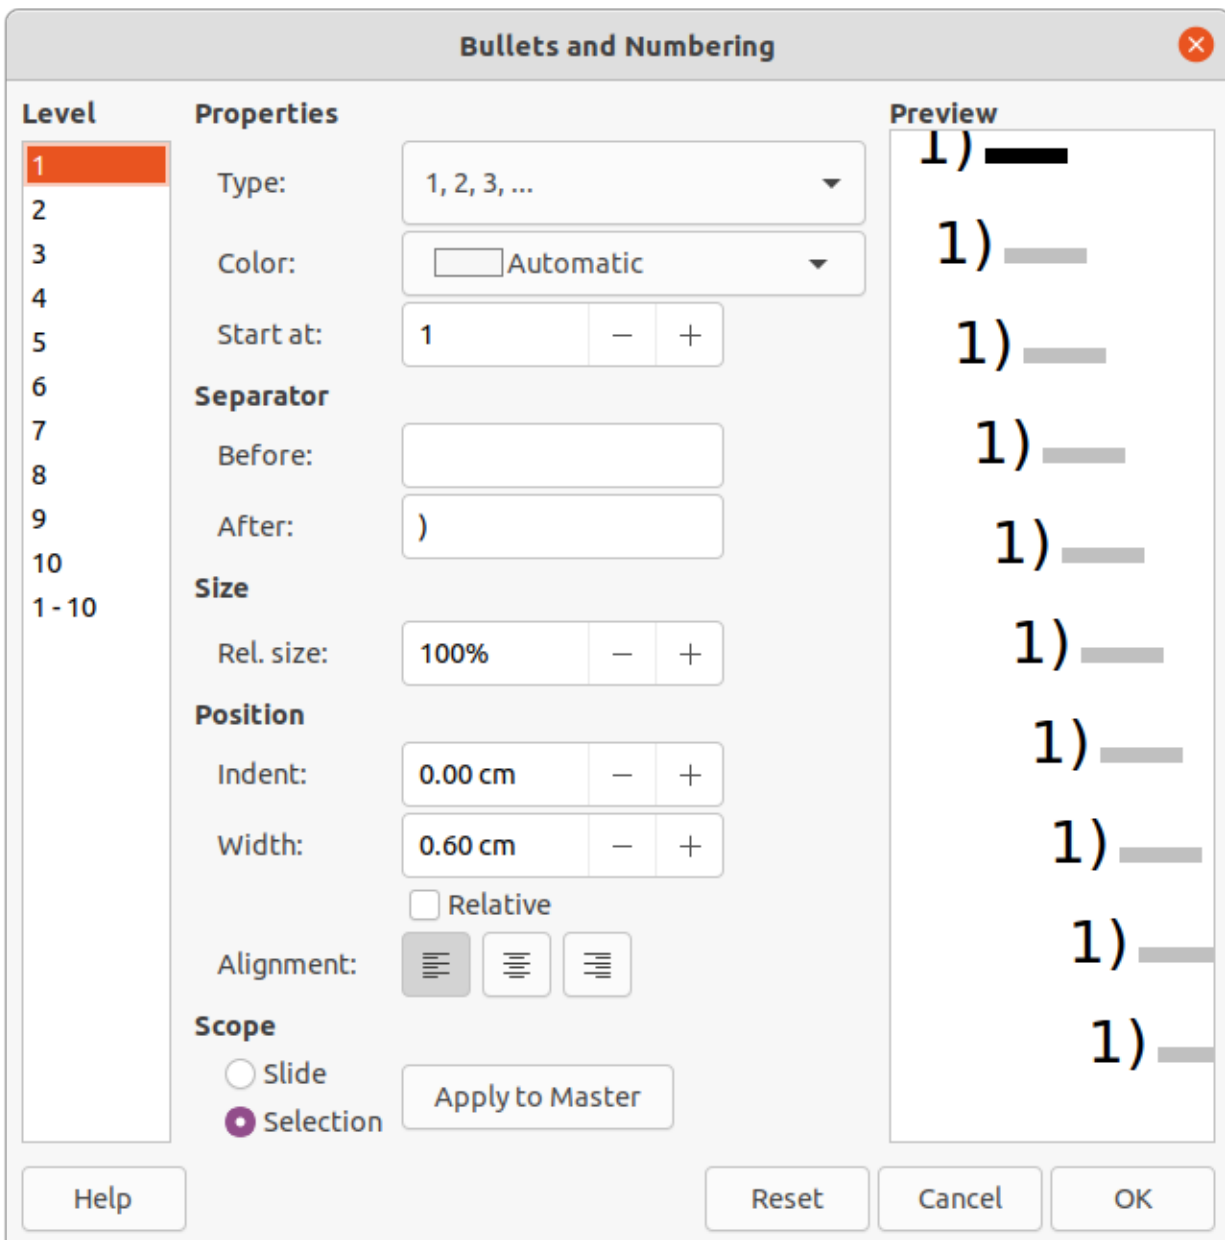 Bullets and Numbering
Level
1
2
3
4
5
6
7
8
9
10
1 - 10
Properties
Type: 1, 2, 3, ...
Color: Automatic
Start at: 1 − +
Separator
Before:
After: )
Size
Rel. size: 100% − +
Position
Indent: 0.00 cm − +
Width: 0.60 cm − +
Relative
Alignment:
Scope
Slide
Selection
Apply to Master
Preview
1)
1)
1)
1)
1)
1)
1)
1)
1)
1)
Help
Reset
Cancel
OK